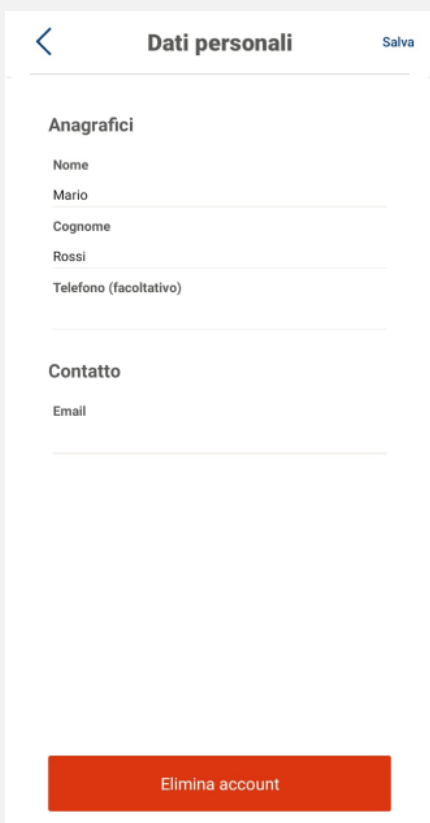 Dati personali
Salva
Anagrafici
Nome
Mario
Cognome
Rossi
Telefono (facoltativo)
Contatto
Email
Elimina account